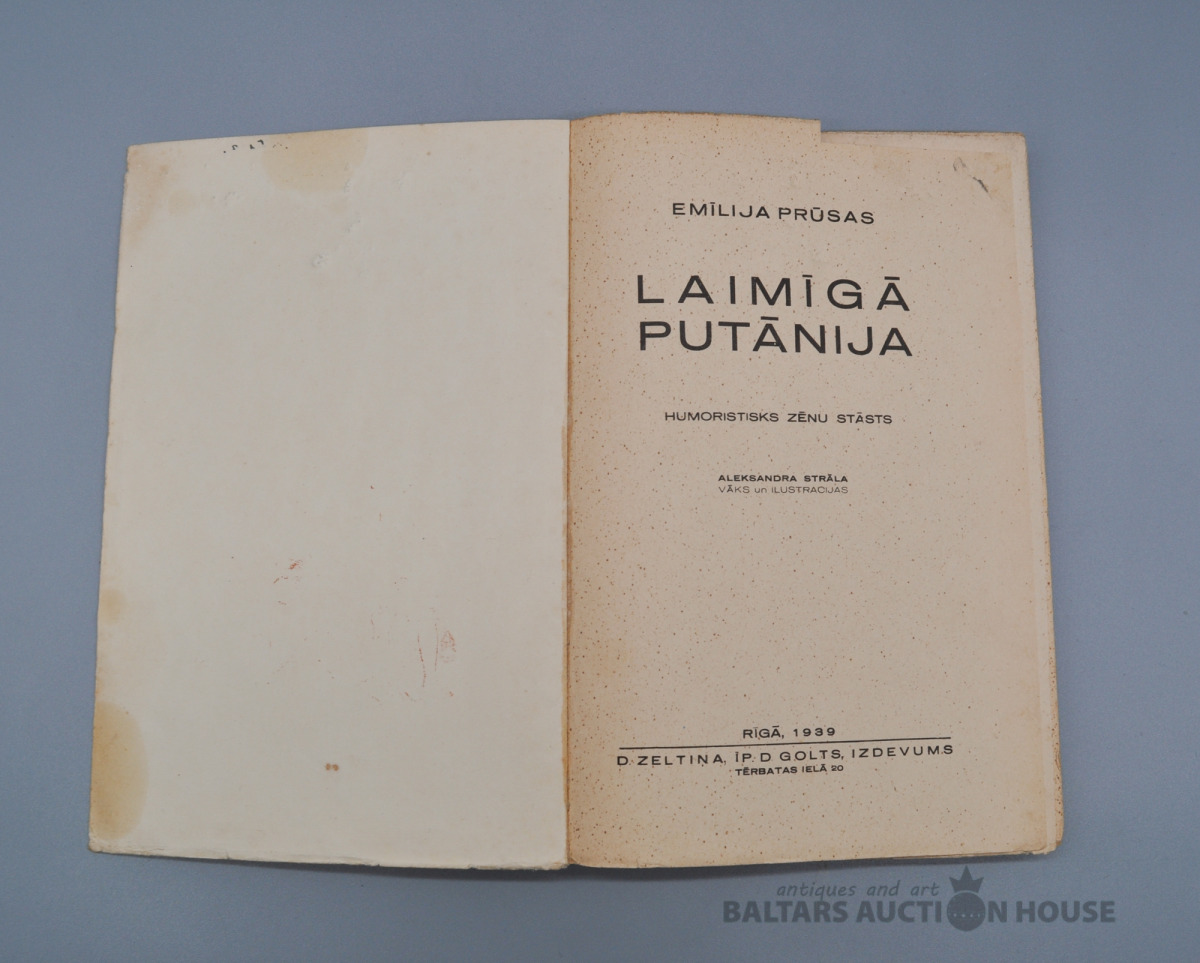 EMĪLIJA PRŪSAS
LAIMĪGĀ
PUTĀNIJA
HUMORISTISKS ZĒNU STĀSTS
ALEKSANDRA STRĀLA
VĀKS un ILUSTRACIJAS
RĪGĀ, 1939
D. ZELTIŅA, ĪP. D. GOLTS, IZDEVUMS
TĒRBATAS IELĀ 20
antiques and art
BALTARS AUCTION HOUSE